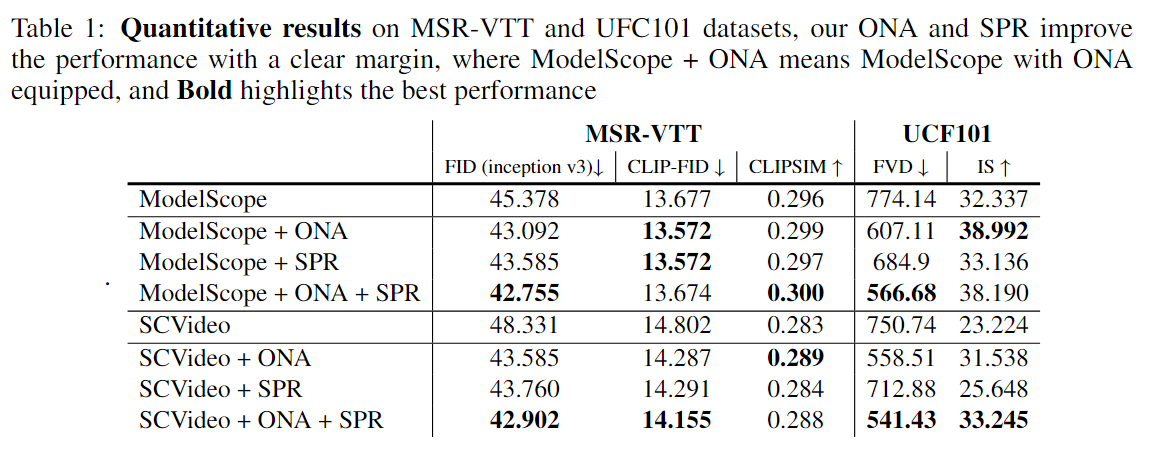 Table 1: Quantitative results on MSR-VTT and UFC101 datasets, our ONA and SPR improve
the performance with a clear margin, where ModelScope + ONA means ModelScope with ONA
equipped, and Bold highlights the best performance
MSR-VTT UCF101
FID (inception v3)↓ CLIP-FID ↓ CLIPSIM ↑ FVD ↓ IS ↑
ModelScope 45.378 13.677 0.296 774.14 32.337
ModelScope + ONA 43.092 13.572 0.299 607.11 38.992
ModelScope + SPR 43.585 13.572 0.297 684.9 33.136
ModelScope + ONA + SPR 42.755 13.674 0.300 566.68 38.190
SCVideo 48.331 14.802 0.283 750.74 23.224
SCVideo + ONA 43.585 14.287 0.289 558.51 31.538
SCVideo + SPR 43.760 14.291 0.284 712.88 25.648
SCVideo + ONA + SPR 42.902 14.155 0.288 541.43 33.245